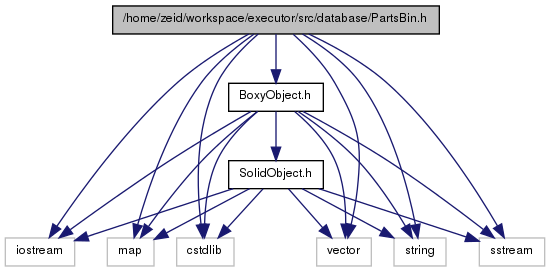 /home/zeid/workspace/executor/src/database/PartsBin.h
BoxyObject.h
SolidObject.h
iostream
map
cstdlib
vector
string
sstream